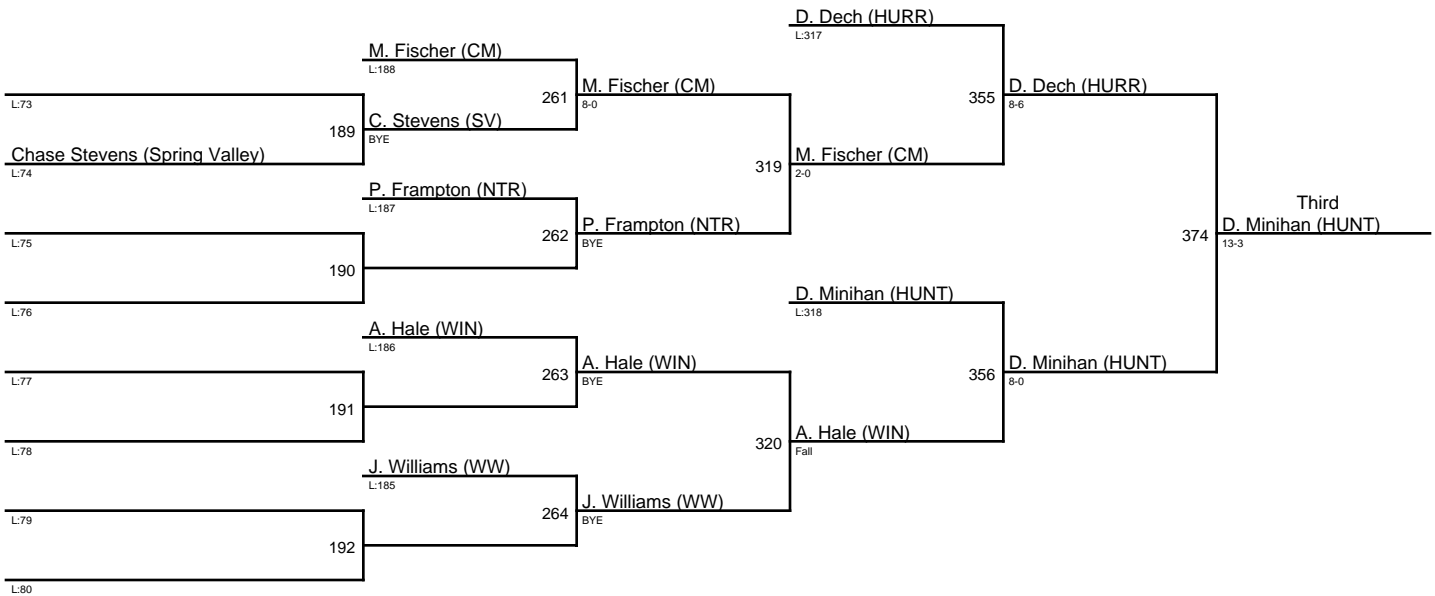 D. Dech (HURR)
L:317
M. Fischer (CM)
L:188
L:73
261
M. Fischer (CM)
8-0
355
D. Dech (HURR)
8-6
189
C. Stevens (SV)
BYE
Chase Stevens (Spring Valley)
L:74
319
M. Fischer (CM)
2-0
P. Frampton (NTR)
L:187
Third
L:75
262
P. Frampton (NTR)
BYE
374
D. Minihan (HUNT)
13-3
190
L:76
D. Minihan (HUNT)
L:318
A. Hale (WIN)
L:186
L:77
263
A. Hale (WIN)
BYE
356
D. Minihan (HUNT)
8-0
191
L:78
320
A. Hale (WIN)
Fall
J. Williams (WW)
L:185
L:79
264
J. Williams (WW)
BYE
192
L:80